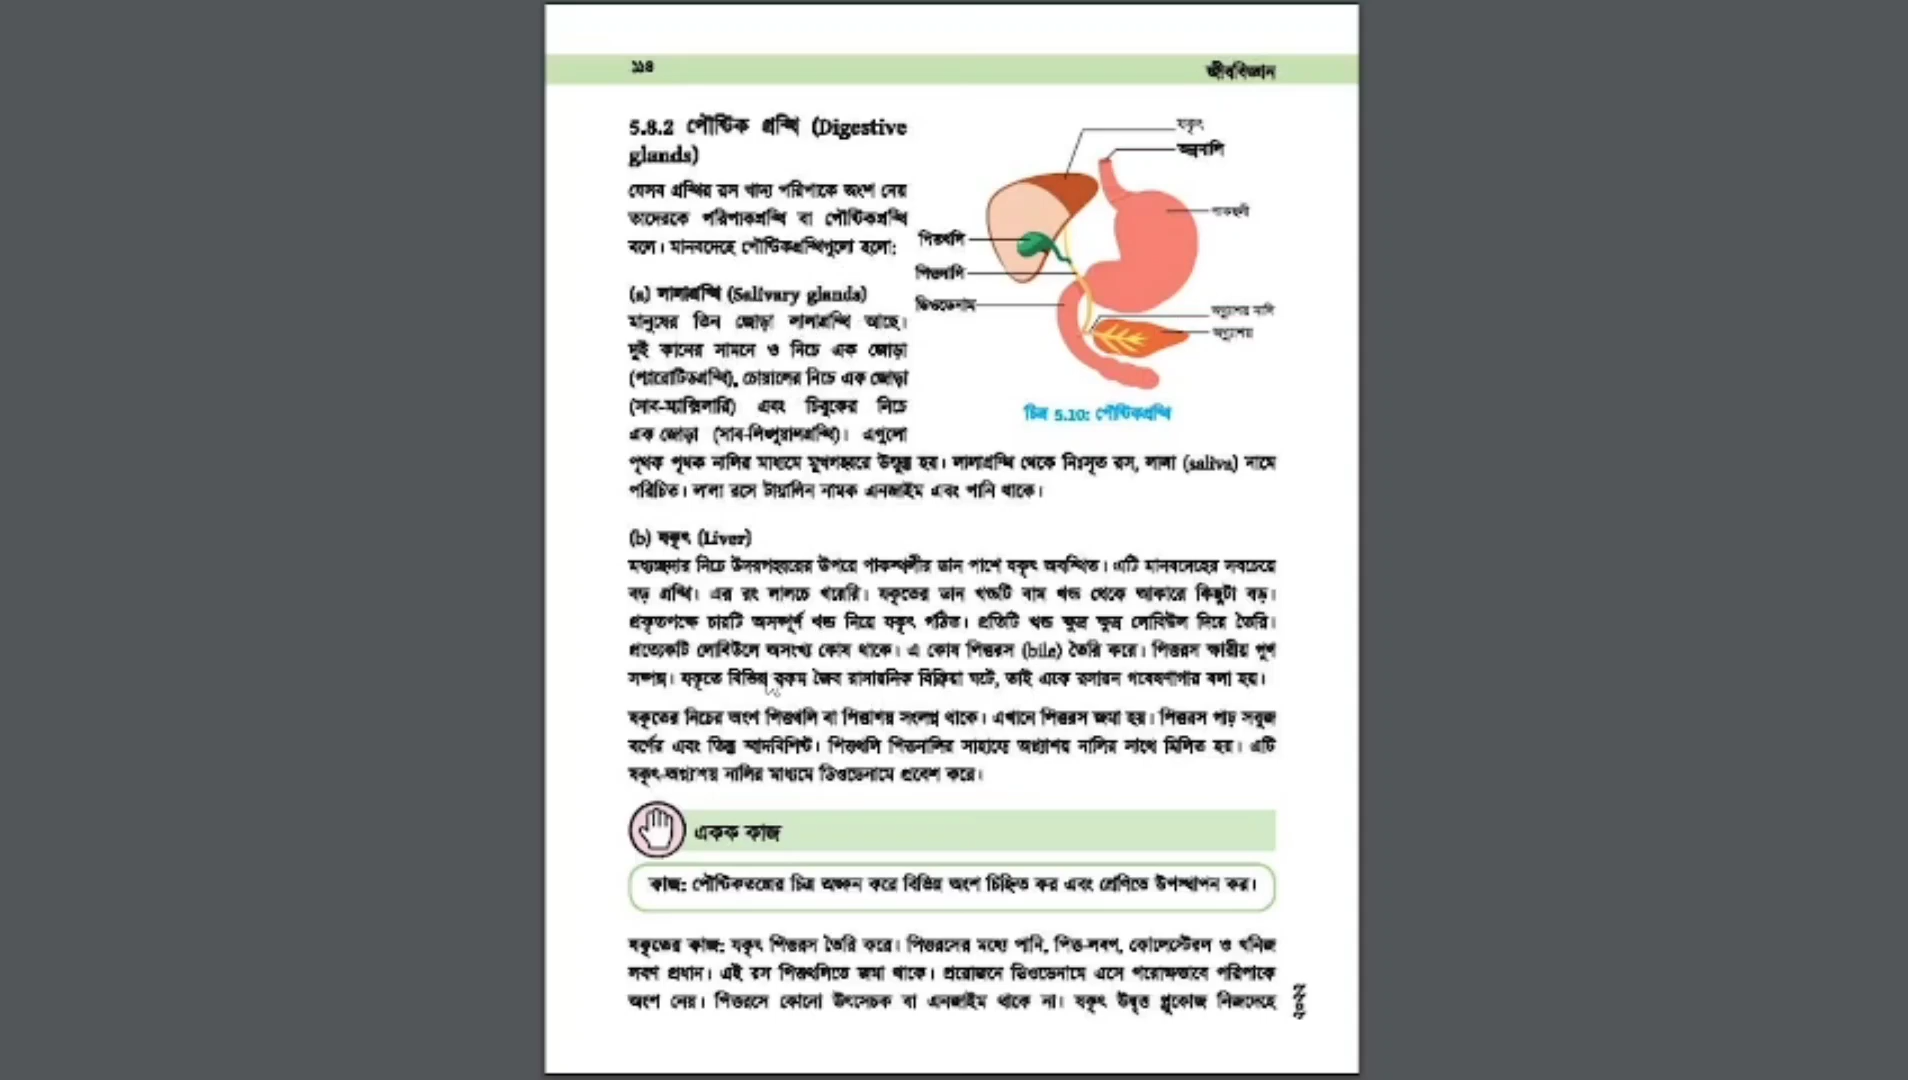 ১১৪
জীববিজ্ঞান
5.8.2 পৌষ্টিক গ্রন্থি (Digestive
glands)
যেসব গ্রন্থির রস খাদ্য পরিপাকে অংশ নেয়
তাদেরকে পরিপাকগ্রন্থি বা পৌষ্টিকগ্রন্থি
বলে। মানবদেহে পৌষ্টিকগ্রন্থিগুলো হলো:
(a) লালাগ্রন্থি (Salivary glands)
মানুষের তিন জোড়া লালাগ্রন্থি আছে।
দুই কানের সামনে ও নিচে এক জোড়া
(প্যারোটিডগ্রন্থি), চোয়ালের নিচে এক জোড়া
(সাব-ম্যাক্সিলারি) এবং চিবুকের নিচে
এক জোড়া (সাব-লিঙ্গুয়ালগ্রন্থি)। এগুলো
যকৃৎ
অন্ননালি
পাকস্থলী
পিত্তথলি
পিত্তনালি
ডিওডেনাম
অগ্ন্যাশয় নালি
অগ্ন্যাশয়
চিত্র 5.10: পৌষ্টিকগ্রন্থি
পৃথক পৃথক নালির মাধ্যমে মুখগহ্বরে উন্মুক্ত হয়। লালাগ্রন্থি থেকে নিঃসৃত রস, লালা (saliva) নামে
পরিচিত। লালা রসে টায়ালিন নামক এনজাইম এবং পানি থাকে।
(b) যকৃৎ (Liver)
মধ্যচ্ছদার নিচে উদরগহ্বরের উপরে পাকস্থলীর ডান পাশে যকৃৎ অবস্থিত। এটি মানবদেহের সবচেয়ে
বড় গ্রন্থি। এর রং লালচে খয়েরি। যকৃতের ডান খণ্ডটি বাম খণ্ড থেকে আকারে কিছুটা বড়।
প্রকৃতপক্ষে চারটি অসম্পূর্ণ খণ্ড নিয়ে যকৃৎ গঠিত। প্রতিটি খণ্ড ক্ষুদ্র ক্ষুদ্র লোবিউল দিয়ে তৈরি।
প্রত্যেকটি লোবিউলে অসংখ্য কোষ থাকে। এ কোষ পিত্তরস (bile) তৈরি করে। পিত্তরস ক্ষারীয় গুণ
সম্পন্ন। যকৃতে বিভিন্ন রকম জৈব রাসায়নিক বিক্রিয়া ঘটে, তাই একে রসায়ন গবেষণাগার বলা হয়।
যকৃতের নিচের অংশ পিত্তথলি বা পিত্তাশয় সংলগ্ন থাকে। এখানে পিত্তরস জমা হয়। পিত্তরস গাঢ় সবুজ
বর্ণের এবং তিক্ত স্বাদবিশিষ্ট। পিত্তথলি পিত্তনালির সাহায্যে অগ্ন্যাশয় নালির সাথে মিলিত হয়। এটি
যকৃৎ-অগ্ন্যাশয় নালির মাধ্যমে ডিওডেনামে প্রবেশ করে।
একক কাজ
কাজ: পৌষ্টিকতন্ত্রের চিত্র অঙ্কন করে বিভিন্ন অংশ চিহ্নিত কর এবং শ্রেণিতে উপস্থাপন কর।
যকৃতের কাজ: যকৃৎ পিত্তরস তৈরি করে। পিত্তরসের মধ্যে পানি, পিত্ত-লবণ, কোলেস্টেরল ও খনিজ
লবণ প্রধান। এই রস পিত্তথলিতে জমা থাকে। প্রয়োজনে ডিওডেনামে এসে পরোক্ষভাবে পরিপাকে
অংশ নেয়। পিত্তরসে কোনো উৎসেচক বা এনজাইম থাকে না। যকৃৎ উদ্বৃত্ত গ্লুকোজ নিজদেহে